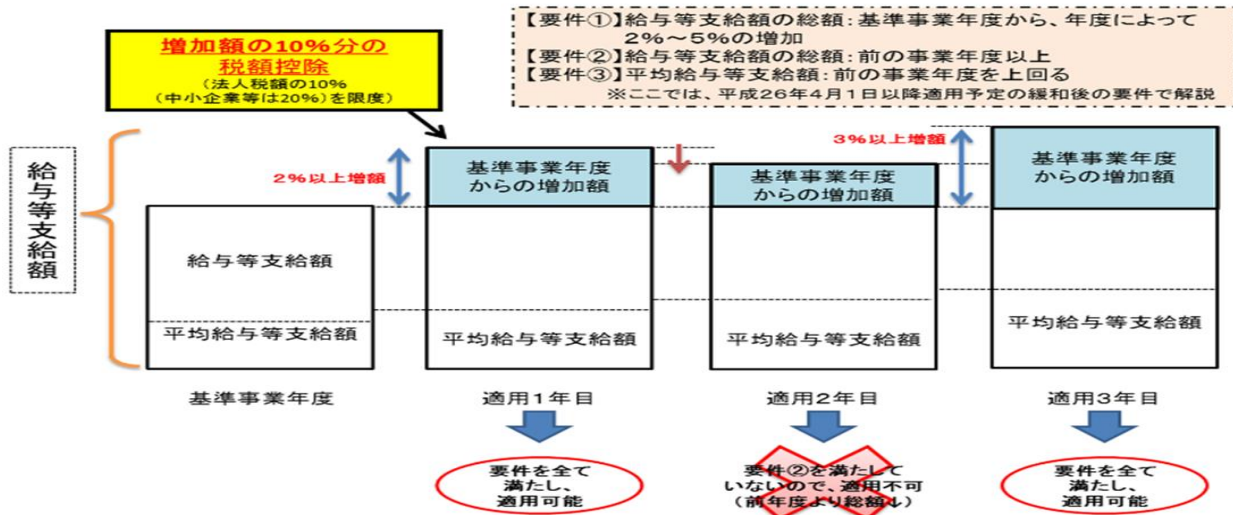 増加額の10%分の
税額控除
(法人税額の10%
(中小企業等は20%)を限度)
【要件①】給与等支給額の総額:基準事業年度から、年度によって
2%~5%の増加
【要件②】給与等支給額の総額:前の事業年度以上
【要件③】平均給与等支給額:前の事業年度を上回る
※ここでは、平成26年4月1日以降適用予定の緩和後の要件で解説
給与等支給額
2%以上増額
基準事業年度
からの増加額
基準事業年度
からの増加額
3%以上増額
基準事業年度
からの増加額
給与等支給額
平均給与等支給額
平均給与等支給額
平均給与等支給額
平均給与等支給額
基準事業年度
適用1年目
適用2年目
適用3年目
要件を全て
満たし、
適用可能
要件②を満たして
いないので、適用不可
(前年度より総額↓)
要件を全て
満たし、
適用可能